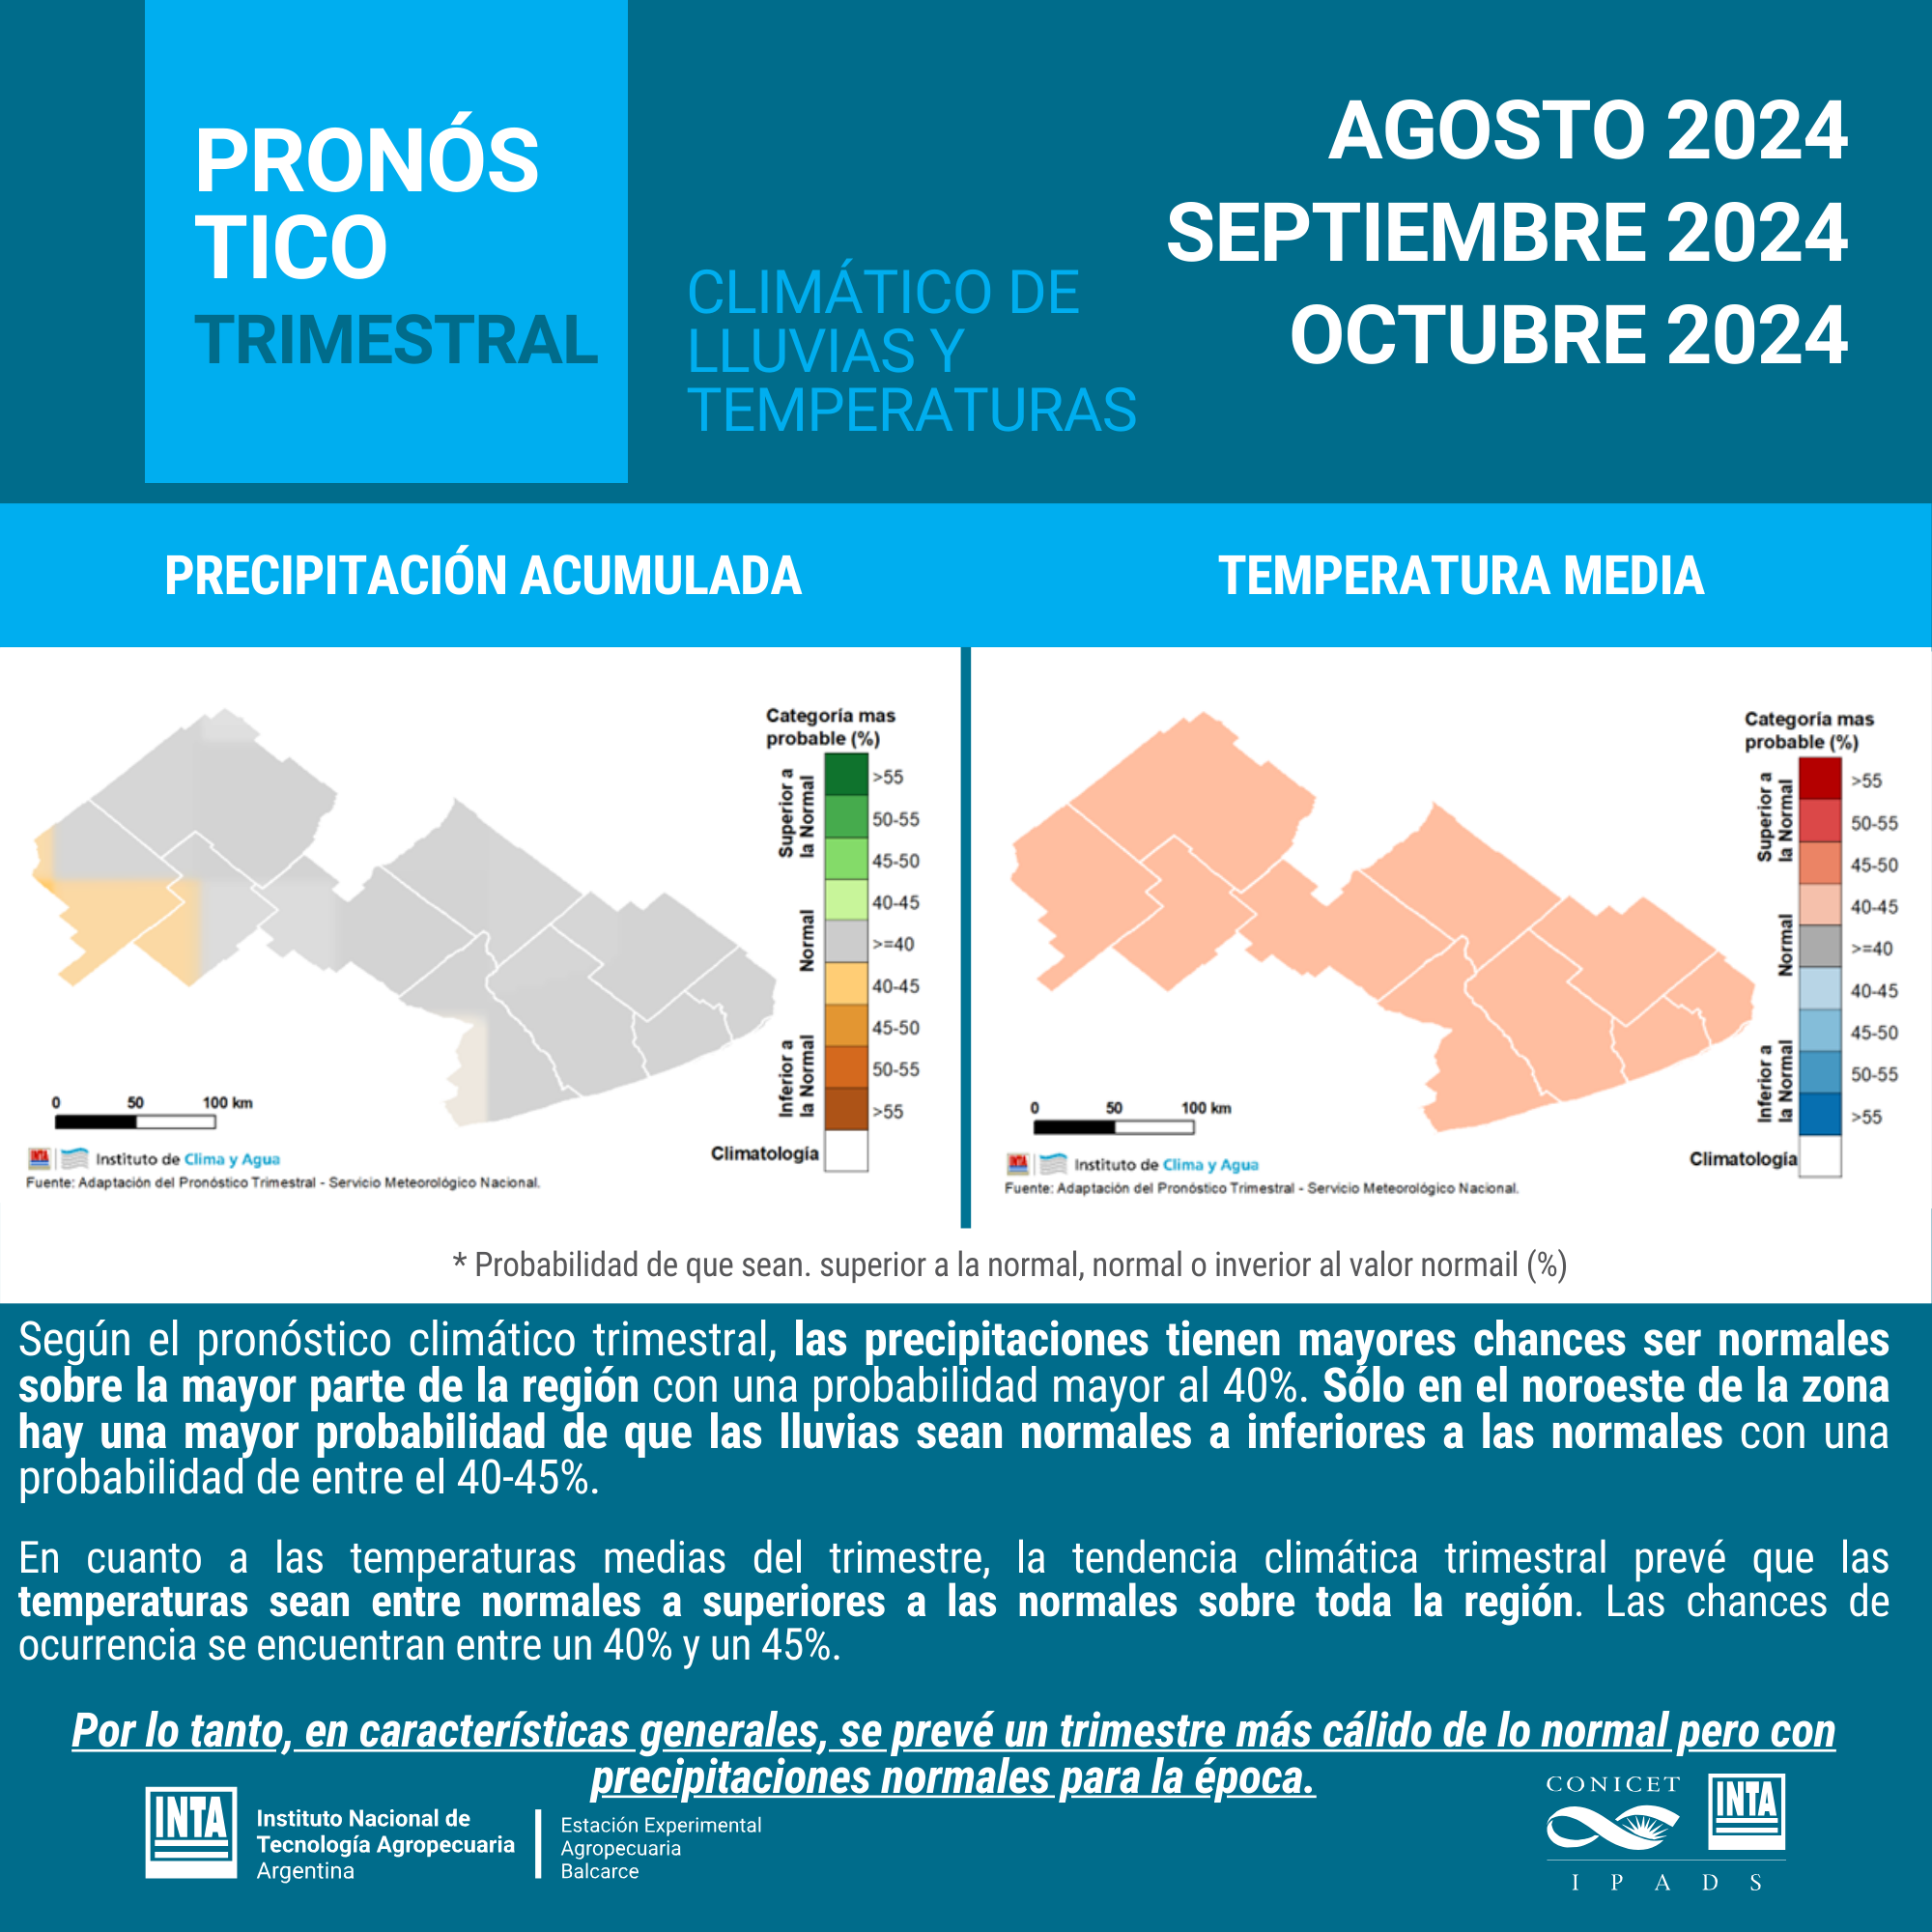 PRONÓS
TICO
TRIMESTRAL
CLIMÁTICO DE
LLUVIAS Y
TEMPERATURAS
AGOSTO 2024
SEPTIEMBRE 2024
OCTUBRE 2024
PRECIPITACIÓN ACUMULADA
TEMPERATURA MEDIA
Categoría mas
probable (%)
Superior a
la Normal
Normal
Inferior a
la Normal
>55
50-55
45-50
40-45
>=40
40-45
45-50
50-55
>55
Climatología
0 50 100 km
INTA
Instituto de Clima y Agua
Fuente: Adaptación del Pronóstico Trimestral - Servicio Meteorológico Nacional.
Categoría mas
probable (%)
Superior a
la Normal
Normal
Inferior a
la Normal
>55
50-55
45-50
40-45
>=40
40-45
45-50
50-55
>55
Climatología
0 50 100 km
INTA
Instituto de Clima y Agua
Fuente: Adaptación del Pronóstico Trimestral - Servicio Meteorológico Nacional.
* Probabilidad de que sean. superior a la normal, normal o inverior al valor normail (%)
Según el pronóstico climático trimestral, las precipitaciones tienen mayores chances ser normales
sobre la mayor parte de la región con una probabilidad mayor al 40%. Sólo en el noroeste de la zona
hay una mayor probabilidad de que las lluvias sean normales a inferiores a las normales con una
probabilidad de entre el 40-45%.
En cuanto a las temperaturas medias del trimestre, la tendencia climática trimestral prevé que las
temperaturas sean entre normales a superiores a las normales sobre toda la región. Las chances de
ocurrencia se encuentran entre un 40% y un 45%.
Por lo tanto, en características generales, se prevé un trimestre más cálido de lo normal pero con
precipitaciones normales para la época.
INTA
Instituto Nacional de
Tecnología Agropecuaria
Argentina
Estación Experimental
Agropecuaria
Balcarce
CONICET
INTA
I P A D S